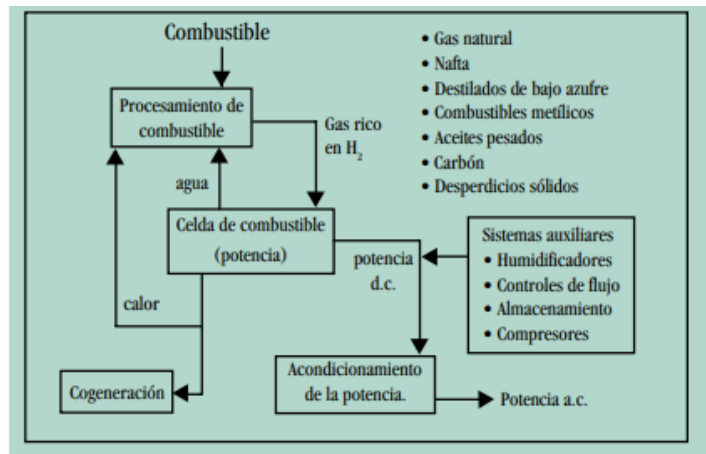 Combustible
• Gas natural
• Nafta
• Destilados de bajo azufre
• Combustibles metílicos
• Aceites pesados
• Carbón
• Desperdicios sólidos
Procesamiento de
combustible
Gas rico
en H₂
agua
Celda de combustible
(potencia)
Sistemas auxiliares
• Humidificadores
• Controles de flujo
• Almacenamiento
• Compresores
potencia
d.c.
calor
Cogeneración
Acondicionamiento
de la potencia.
Potencia a.c.